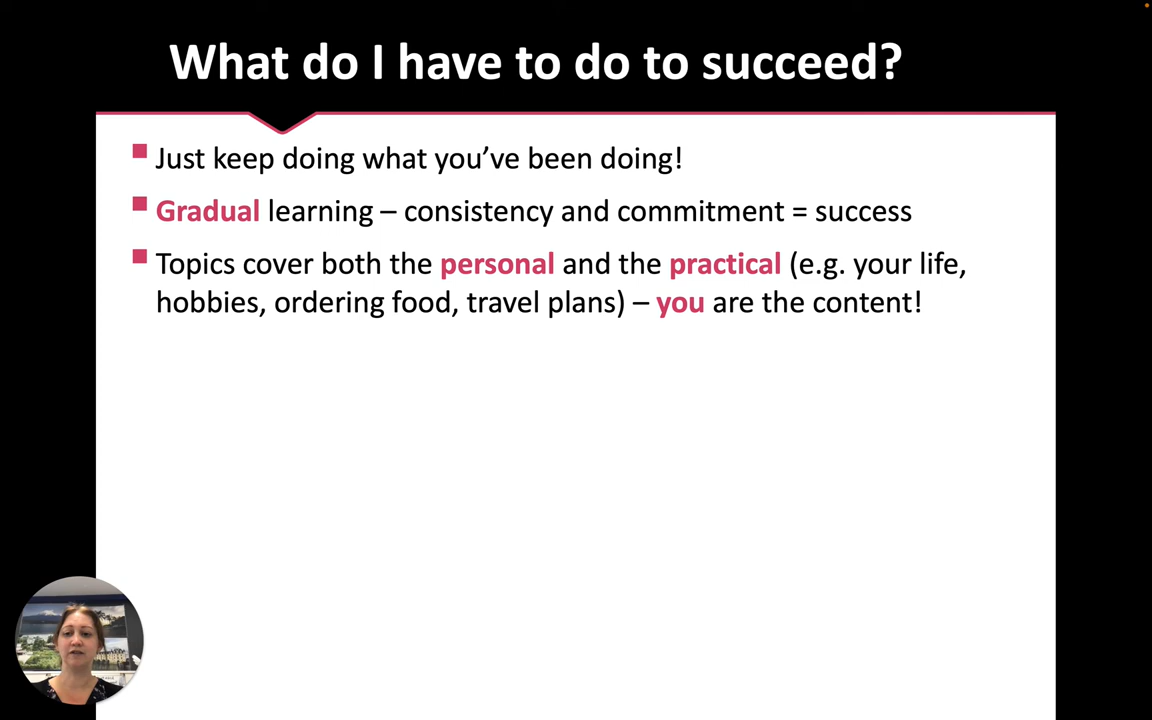 What do I have to do to succeed?
Just keep doing what you’ve been doing!
Gradual learning – consistency and commitment = success
Topics cover both the personal and the practical (e.g. your life,
hobbies, ordering food, travel plans) – you are the content!